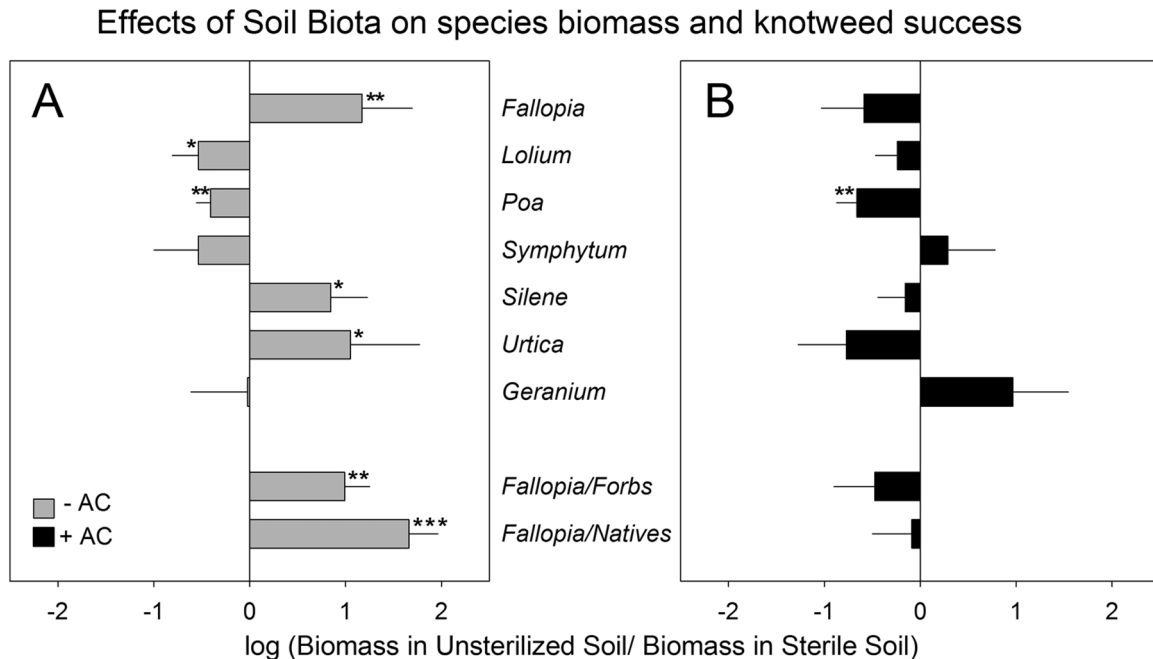 Effects of Soil Biota on species biomass and knotweed success
A
B
**
Fallopia
*
Lolium
**
Poa
**
Symphytum
*
Silene
*
Urtica
Geranium
**
Fallopia/Forbs
***
Fallopia/Natives
- AC
+ AC
-2 -1 0 1 2
-2 -1 0 1 2
log (Biomass in Unsterilized Soil/ Biomass in Sterile Soil)